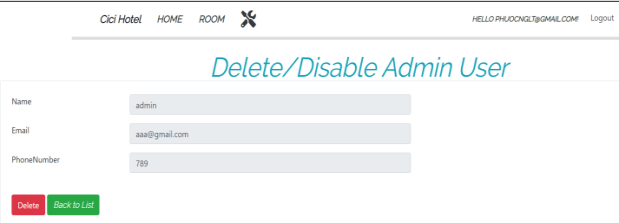 Cici Hotel HOME ROOM HELLO PHUOCNGLT@GMAIL.COM! Logout
Delete/Disable Admin User
Name admin
Email aaa@gmail.com
PhoneNumber 789
Delete Back to List